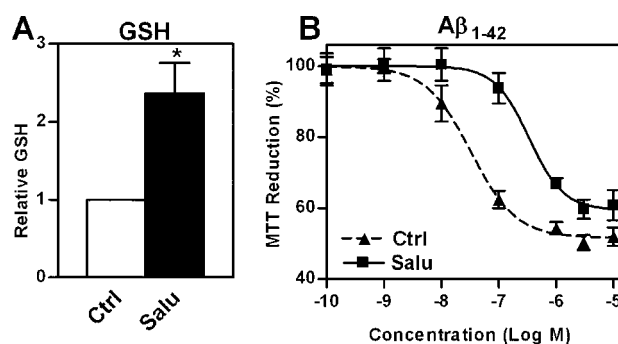 A
GSH
Relative GSH
3
2
1
0
*
Ctrl
Salu
B
Aβ1-42
MTT Reduction (%)
100
80
60
40
Ctrl
Salu
-10
-9
-8
-7
-6
-5
Concentration (Log M)